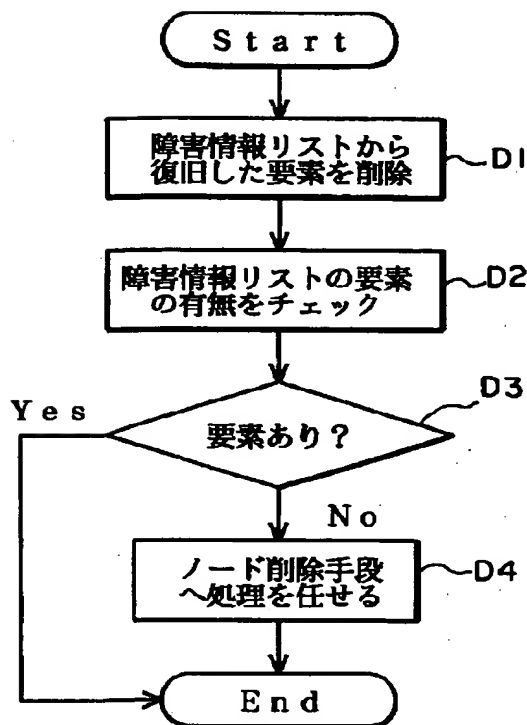 Start
障害情報リストから
復旧した要素を削除
D1
障害情報リストの要素
の有無をチェック
D2
D3
Yes
要素あり？
No
ノード削除手段
へ処理を任せる
D4
End